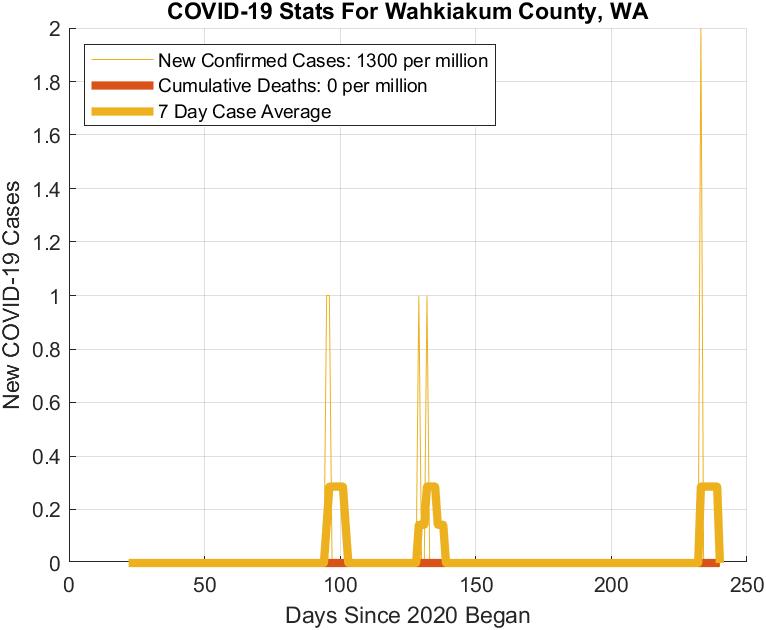 COVID-19 Stats For Wahkiakum County, WA
New Confirmed Cases: 1300 per million
Cumulative Deaths: 0 per million
7 Day Case Average
New COVID-19 Cases
2
1.8
1.6
1.4
1.2
1
0.8
0.6
0.4
0.2
0
0 50 100 150 200 250
Days Since 2020 Began